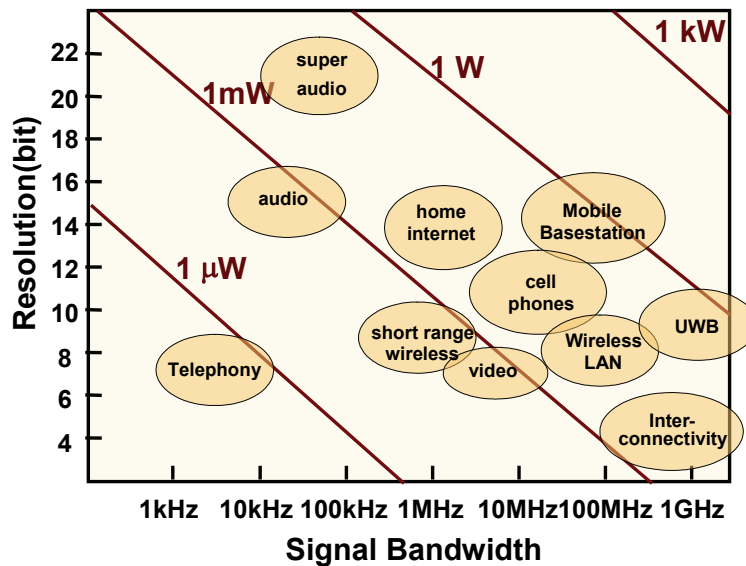 22
20
18
16
14
12
10
8
6
4
Resolution(bit)
1 kW
1 W
1mW
1 μW
super
audio
audio
home
internet
Mobile
Basestation
cell
phones
UWB
short range
wireless
Wireless
LAN
video
Telephony
Inter-
connectivity
1kHz 10kHz 100kHz 1MHz 10MHz 100MHz 1GHz
Signal Bandwidth